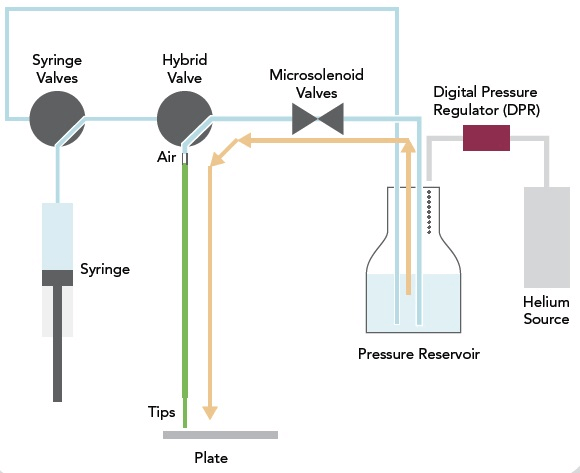 Syringe
Valves
Hybrid
Valve
Microsolenoid
Valves
Digital Pressure
Regulator (DPR)
Air
Syringe
Helium
Source
Pressure Reservoir
Tips
Plate